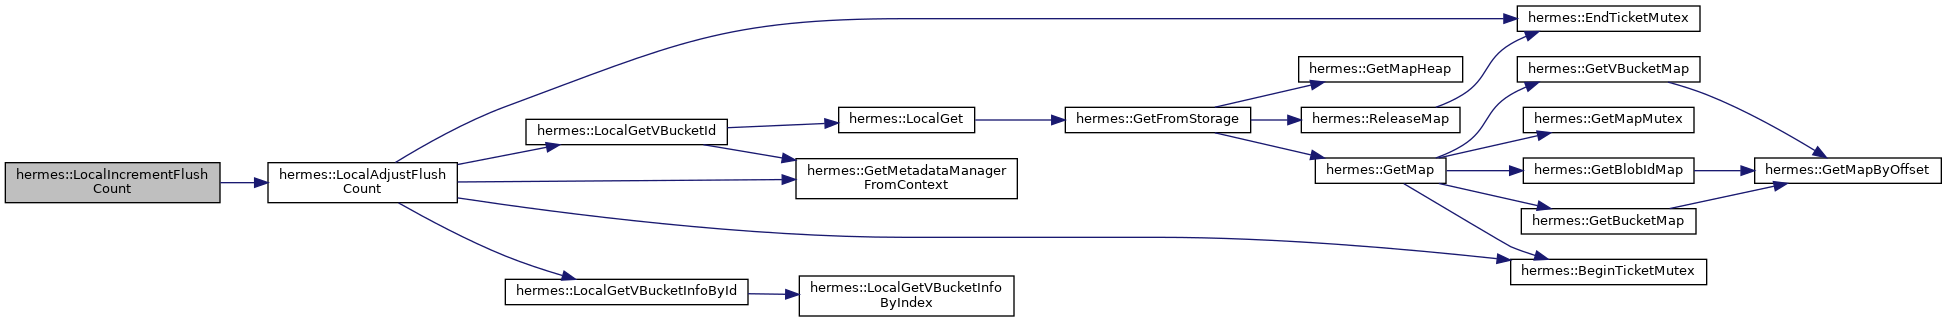 hermes::LocalIncrementFlush
Count
hermes::LocalAdjustFlush
Count
hermes::EndTicketMutex
hermes::LocalGetVBucketId
hermes::LocalGet
hermes::GetFromStorage
hermes::GetMapHeap
hermes::ReleaseMap
hermes::GetMap
hermes::GetVBucketMap
hermes::GetMapMutex
hermes::GetBlobIdMap
hermes::GetBucketMap
hermes::GetMapByOffset
hermes::GetMetadataManager
FromContext
hermes::BeginTicketMutex
hermes::LocalGetVBucketInfoById
hermes::LocalGetVBucketInfo
ByIndex